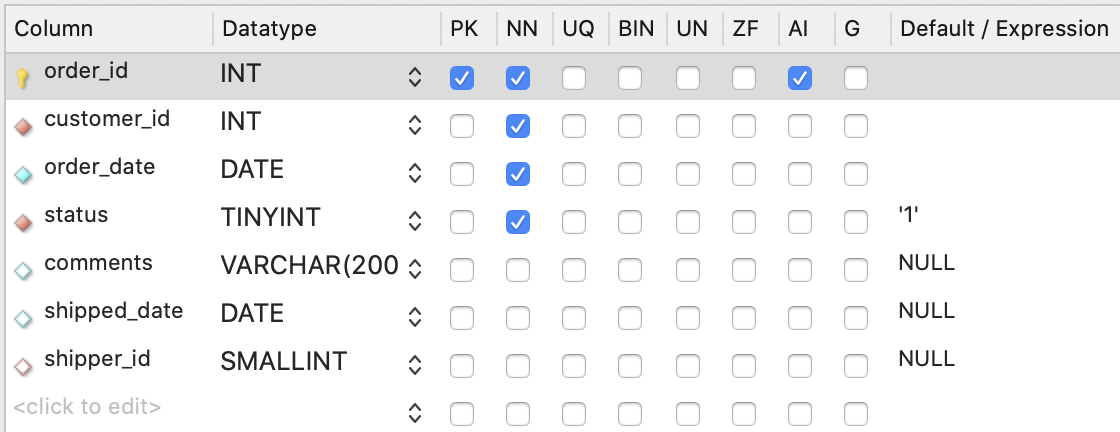 Column Datatype PK NN UQ BIN UN ZF AI G Default / Expression
order_id INT
customer_id INT
order_date DATE
status TINYINT '1'
comments VARCHAR(200 NULL
shipped_date DATE NULL
shipper_id SMALLINT NULL
<click to edit>